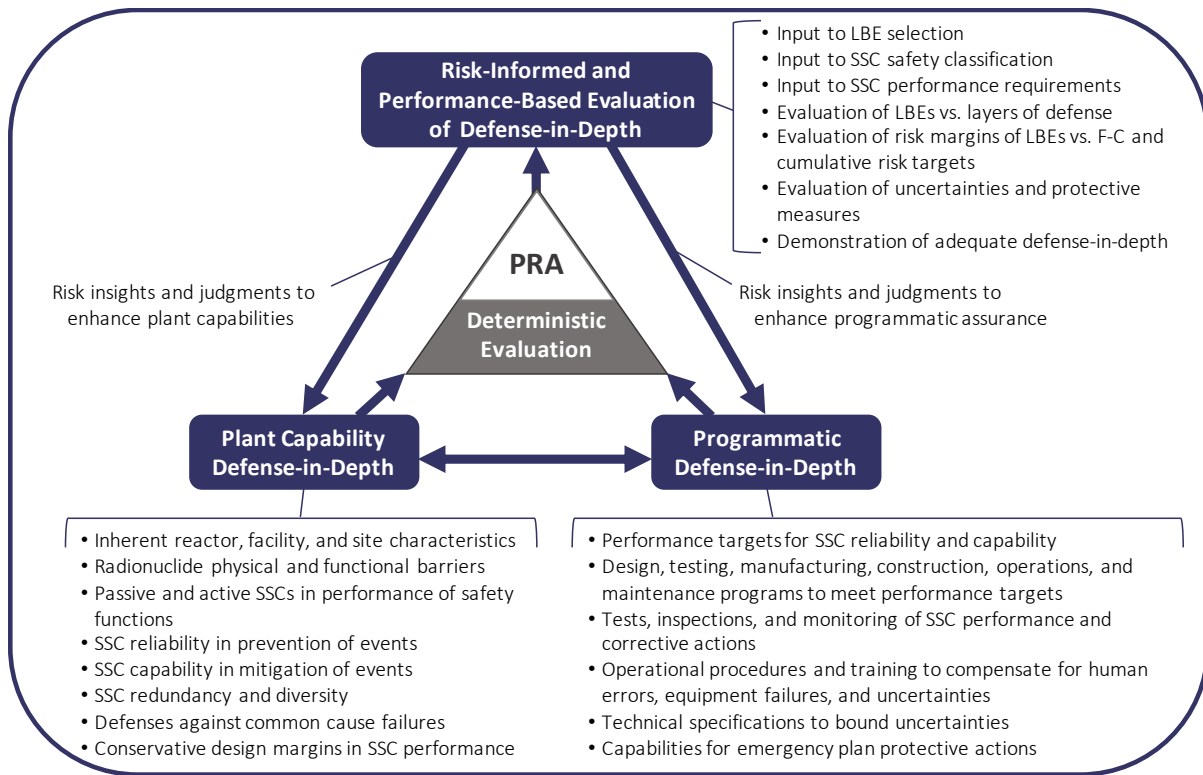 Risk-Informed and
Performance-Based Evaluation
of Defense-in-Depth
• Input to LBE selection
• Input to SSC safety classification
• Input to SSC performance requirements
• Evaluation of LBEs vs. layers of defense
• Evaluation of risk margins of LBEs vs. F-C and
cumulative risk targets
• Evaluation of uncertainties and protective
measures
• Demonstration of adequate defense-in-depth
PRA
Deterministic
Evaluation
Risk insights and judgments to
enhance plant capabilities
Risk insights and judgments to
enhance programmatic assurance
Plant Capability
Defense-in-Depth
Programmatic
Defense-in-Depth
• Inherent reactor, facility, and site characteristics
• Radionuclide physical and functional barriers
• Passive and active SSCs in performance of safety
functions
• SSC reliability in prevention of events
• SSC capability in mitigation of events
• SSC redundancy and diversity
• Defenses against common cause failures
• Conservative design margins in SSC performance
• Performance targets for SSC reliability and capability
• Design, testing, manufacturing, construction, operations, and
maintenance programs to meet performance targets
• Tests, inspections, and monitoring of SSC performance and
corrective actions
• Operational procedures and training to compensate for human
errors, equipment failures, and uncertainties
• Technical specifications to bound uncertainties
• Capabilities for emergency plan protective actions